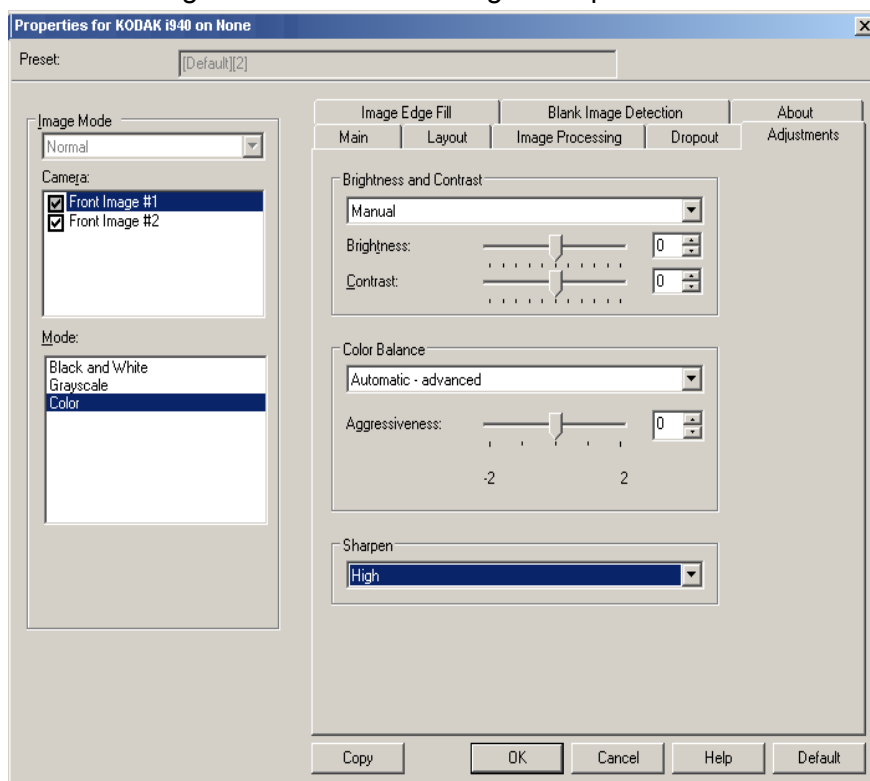 Properties for KODAK i940 on None
Preset: [Default][2]
Image Mode
Normal
Camera:
Front Image #1
Front Image #2
Mode:
Black and White
Grayscale
Color
Image Edge Fill Blank Image Detection About
Main Layout Image Processing Dropout Adjustments
Brightness and Contrast
Manual
Brightness: 0
Contrast: 0
Color Balance
Automatic - advanced
Aggressiveness: 0
-2 2
Sharpen
High
Copy OK Cancel Help Default